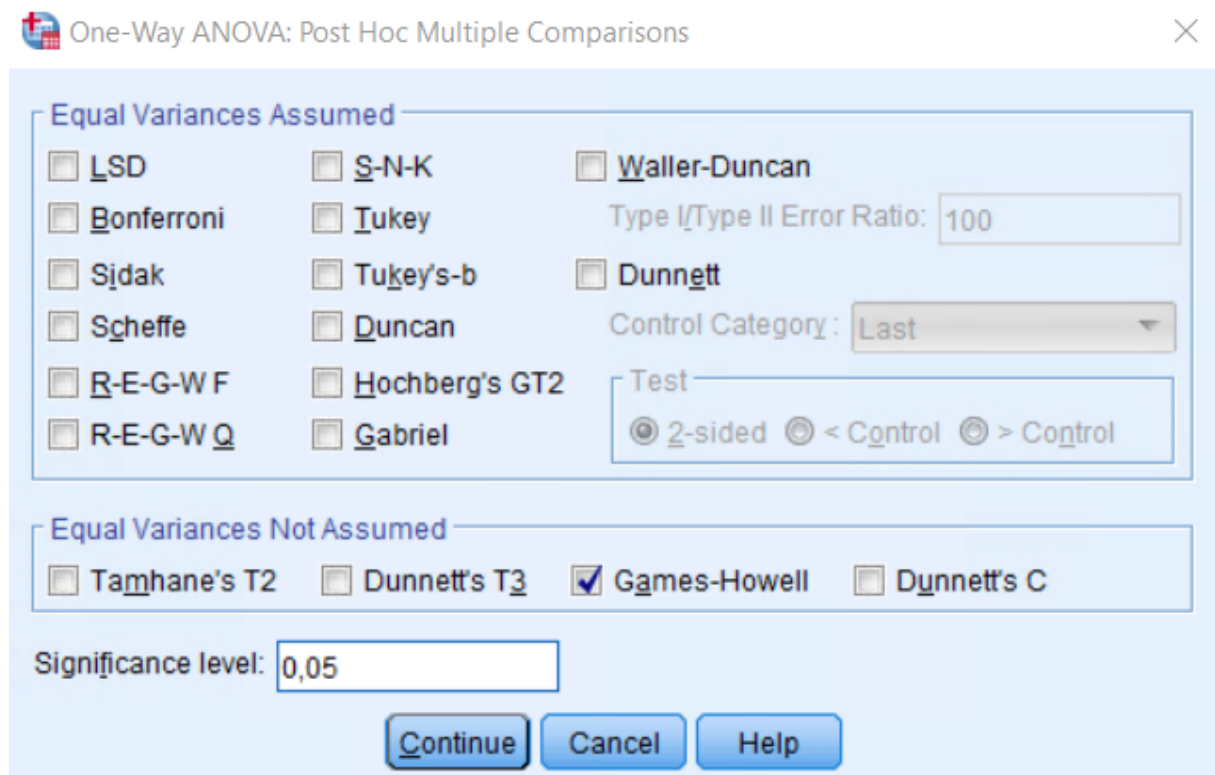 One-Way ANOVA: Post Hoc Multiple Comparisons
Equal Variances Assumed
LSD
S-N-K
Waller-Duncan
Bonferroni
Tukey
Type I/Type II Error Ratio: 100
Sidak
Tukey's-b
Dunnett
Scheffe
Duncan
Control Category : Last
R-E-G-W F
Hochberg's GT2
Test
R-E-G-W Q
Gabriel
2-sided
< Control
> Control
Equal Variances Not Assumed
Tamhane's T2
Dunnett's T3
Games-Howell
Dunnett's C
Significance level: 0,05
Continue
Cancel
Help